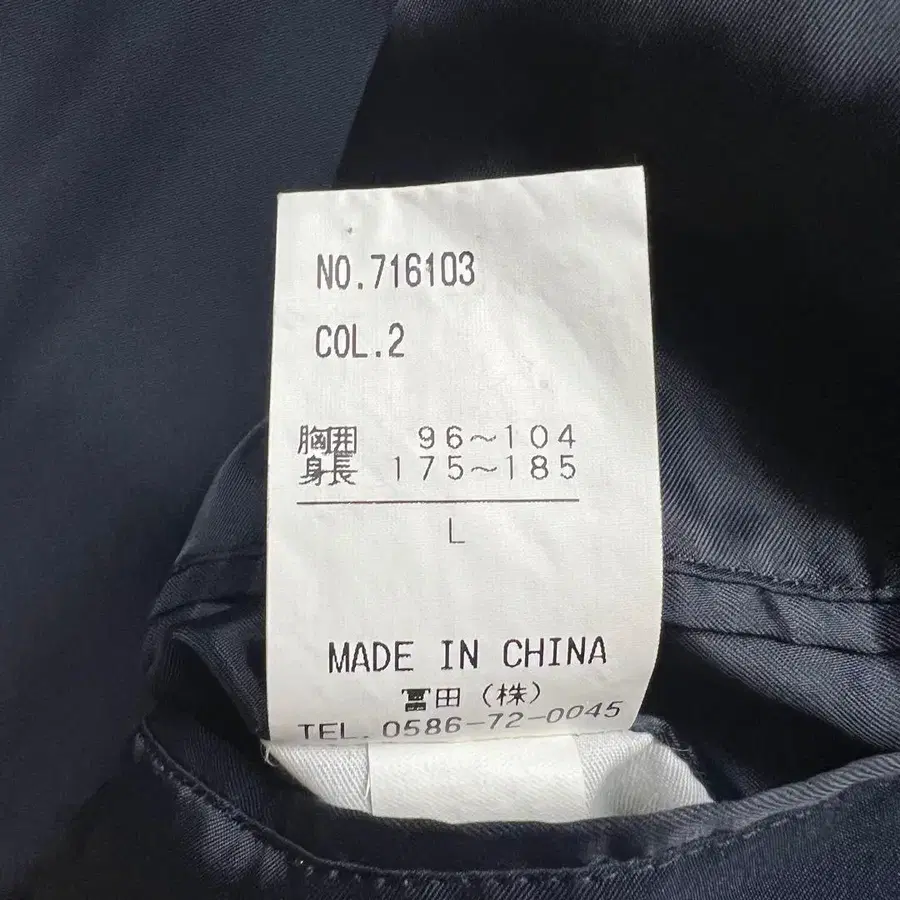 NO.716103
COL.2
胸囲 96～104
身長 175～185
L
MADE IN CHINA
冨田（株）
TEL.0586-72-0045